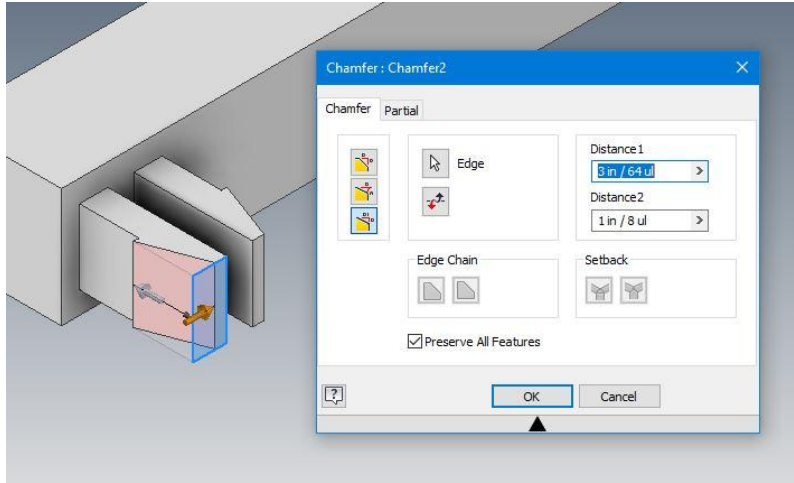 Chamfer : Chamfer2
Chamfer Partial
Edge
Distance1
3 in / 64 ul
Distance2
1 in / 8 ul
Edge Chain
Setback
Preserve All Features
OK Cancel